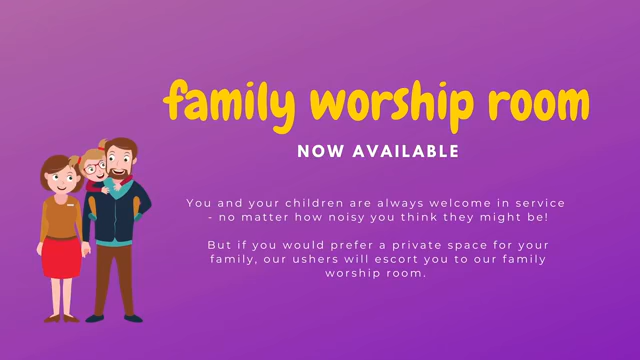 family worship room
NOW AVAILABLE
You and your children are always welcome in service
- no matter how noisy you think they might be!
But if you would prefer a private space for your
family, our ushers will escort you to our family
worship room.